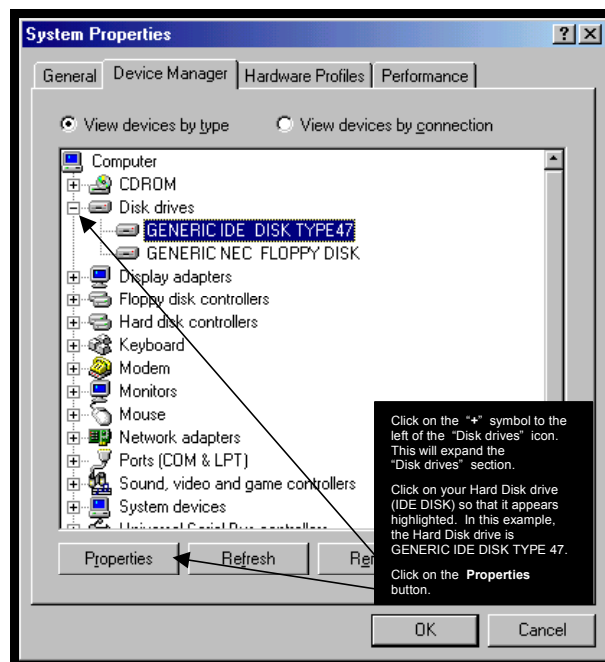 System Properties
General Device Manager Hardware Profiles Performance
View devices by type View devices by connection
Computer
CDROM
Disk drives
GENERIC IDE DISK TYPE47
GENERIC NEC FLOPPY DISK
Display adapters
Floppy disk controllers
Hard disk controllers
Keyboard
Modem
Monitors
Mouse
Network adapters
Ports (COM & LPT)
Sound, video and game controllers
System devices
Click on the "+" symbol to the
left of the "Disk drives" icon.
This will expand the
"Disk drives" section.
Click on your Hard Disk drive
(IDE DISK) so that it appears
highlighted. In this example,
the Hard Disk drive is
GENERIC IDE DISK TYPE 47.
Click on the Properties
button.
Properties Refresh
OK Cancel